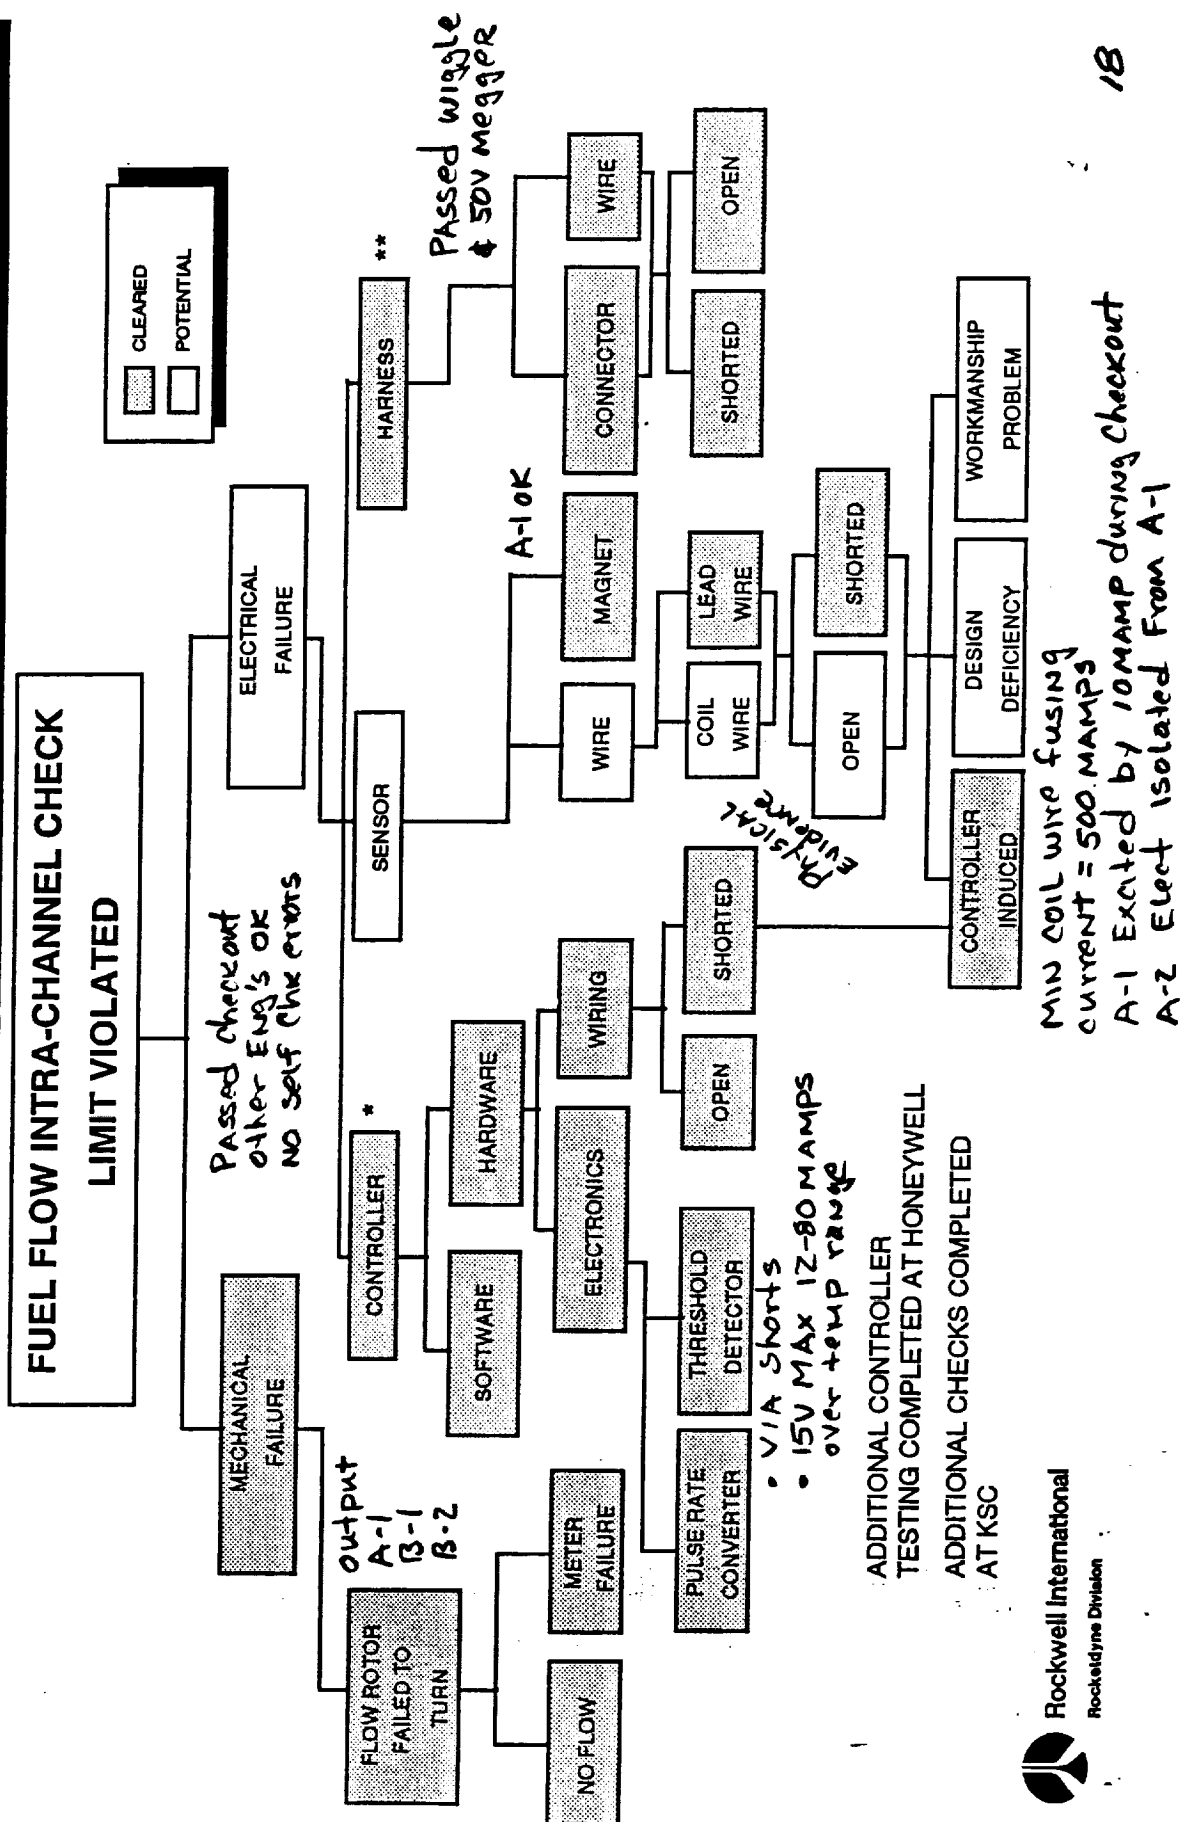 FUEL FLOW INTRA-CHANNEL CHECK
LIMIT VIOLATED
CLEARED
POTENTIAL
MECHANICAL
FAILURE
PAssed checkout
other Eng's OK
No self chk errors
ELECTRICAL
FAILURE
FLOW ROTOR
FAILED TO
TURN
output
A-1
B-1
B-2
CONTROLLER
*
SENSOR
HARNESS
**
PAssed wiggle
& 50V Megger
SOFTWARE
HARDWARE
A-1 OK
NO FLOW
METER
FAILURE
ELECTRONICS
WIRING
WIRE
MAGNET
CONNECTOR
WIRE
PULSE RATE
CONVERTER
THRESHOLD
DETECTOR
OPEN
SHORTED
COIL
WIRE
LEAD
WIRE
SHORTED
OPEN
Physical
Evidence
OPEN
SHORTED
• VIA Shorts
• 15V MAX 12-80 MAMPS
over temp range
CONTROLLER
INDUCED
DESIGN
DEFICIENCY
WORKMANSHIP
PROBLEM
ADDITIONAL CONTROLLER
TESTING COMPLETED AT HONEYWELL
ADDITIONAL CHECKS COMPLETED
AT KSC
MIN COIL Wire fusing
current = 500.MAMPS
A-1 Excited by 10MAMP during Checkout
A-2 Elect isolated From A-1
Rockwell International
Rocketdyne Division
18